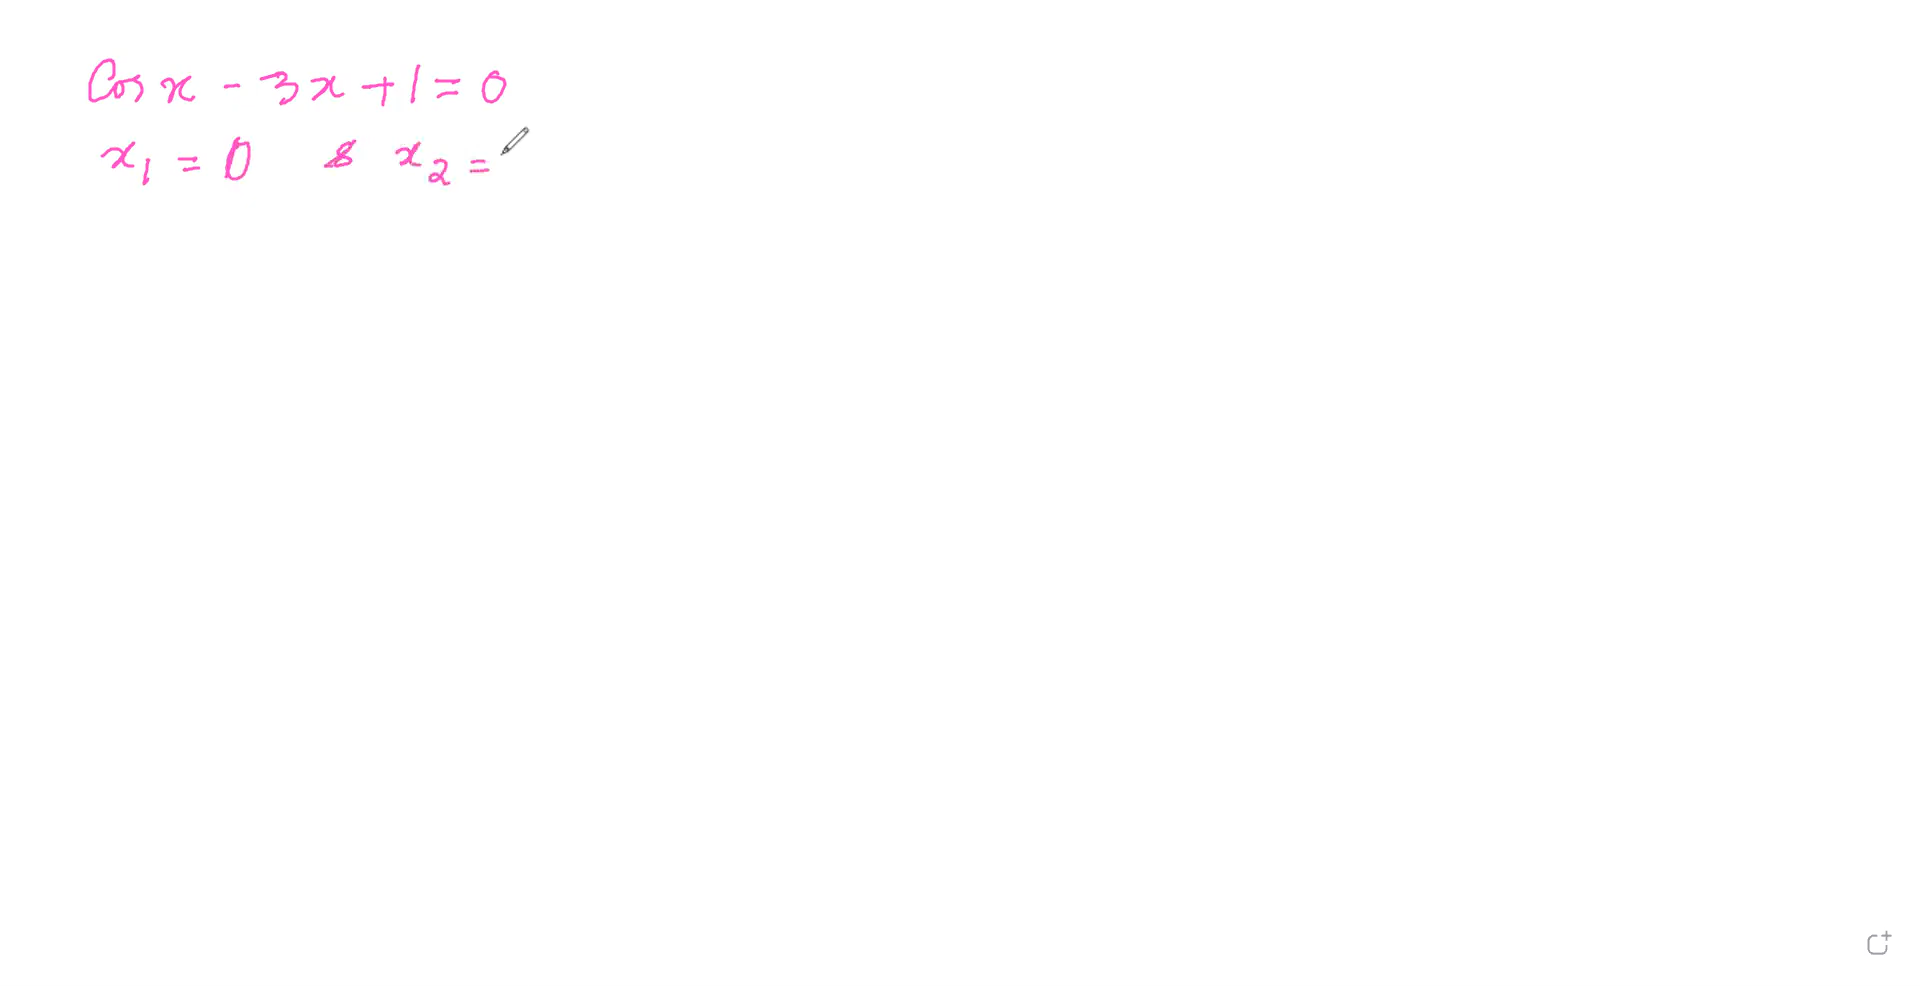 Cos x - 3x + 1 = 0
x₁ = 0 & x₂ =